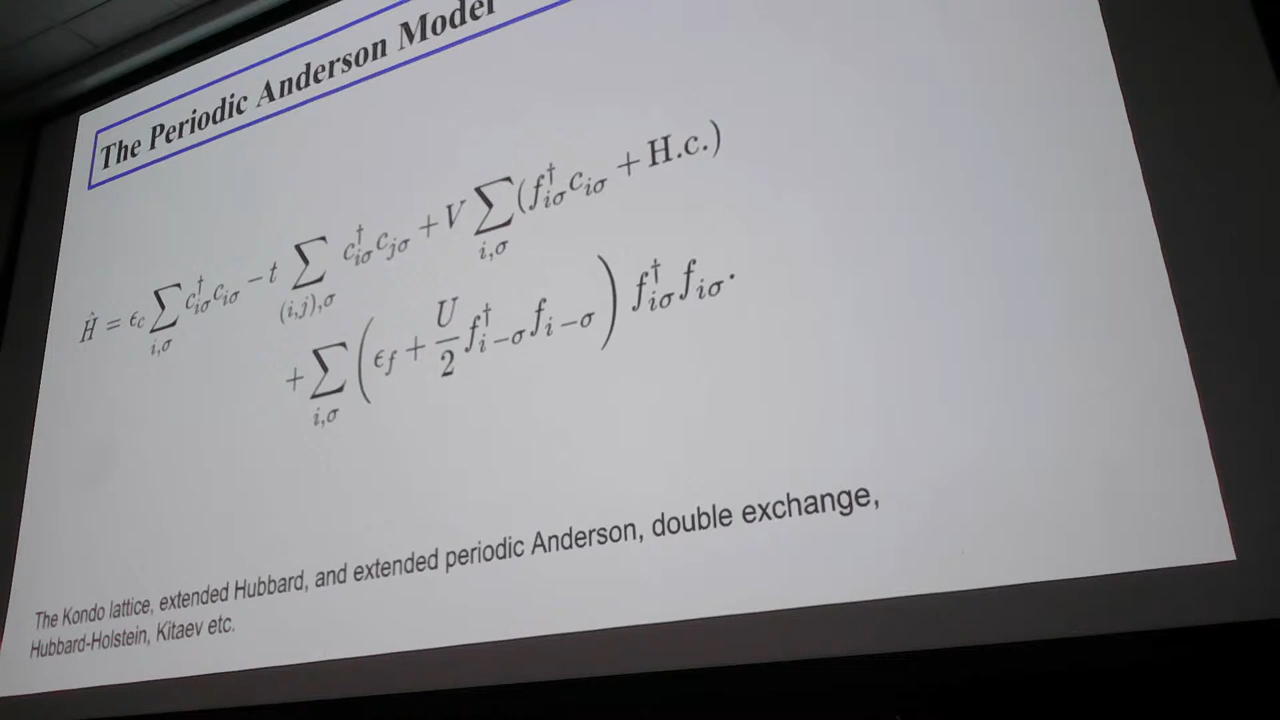 The Periodic Anderson Model
Ĥ = ϵ_c ∑_{i,σ} c†_{iσ} c_{iσ} − t ∑_{(i,j),σ} c†_{iσ} c_{jσ} + V ∑_{i,σ} (f†_{iσ} c_{iσ} + H.c.)
+ ∑_{i,σ} (ϵ_f + U/2 f†_{i−σ} f_{i−σ}) f†_{iσ} f_{iσ}.
The Kondo lattice, extended Hubbard, and extended periodic Anderson, double exchange,
Hubbard-Holstein, Kitaev etc.